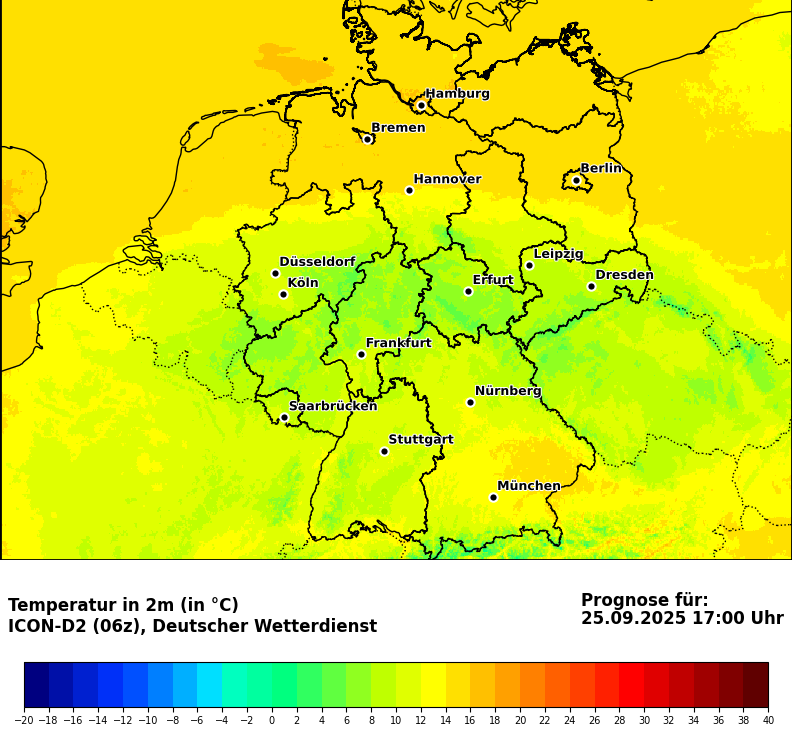 Hamburg
Bremen
Berlin
Hannover
Leipzig
Düsseldorf
Dresden
Köln
Erfurt
Frankfurt
Nürnberg
Saarbrücken
Stuttgart
München
Temperatur in 2m (in °C)
ICON-D2 (06z), Deutscher Wetterdienst
Prognose für:
25.09.2025 17:00 Uhr
−20 −18 −16 −14 −12 −10 −8 −6 −4 −2 0 2 4 6 8 10 12 14 16 18 20 22 24 26 28 30 32 34 36 38 40